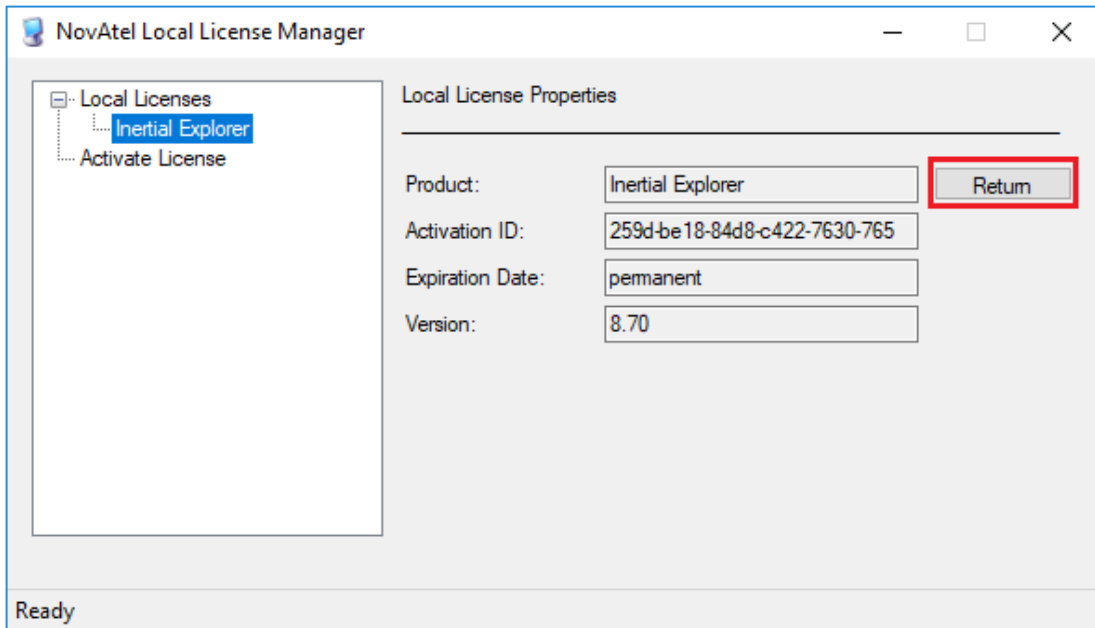 NovAtel Local License Manager
Local Licenses
Inertial Explorer
Activate License
Local License Properties
Product: Inertial Explorer Return
Activation ID: 259d-be18-84d8-c422-7630-765
Expiration Date: permanent
Version: 8.70
Ready